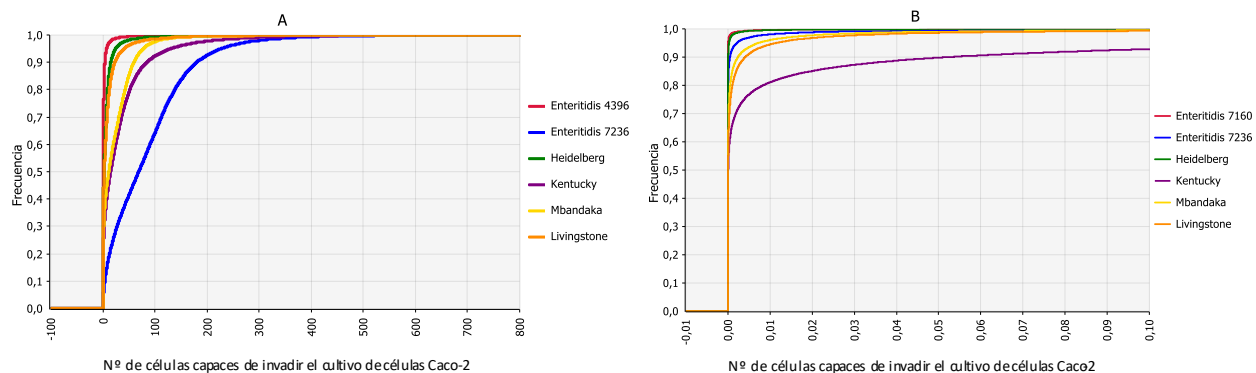 A
Frecuencia
1,0
0,9
0,8
0,7
0,6
0,5
0,4
0,3
0,2
0,1
0,0
-100
0
100
200
300
400
500
600
700
800
Nº de células capaces de invadir el cultivo de células Caco-2
Enteritidis 4396
Enteritidis 7236
Heidelberg
Kentucky
Mbandaka
Livingstone
B
Frecuencia
1,0
0,9
0,8
0,7
0,6
0,5
0,4
0,3
0,2
0,1
0,0
-0,01
0,00
0,01
0,02
0,03
0,04
0,05
0,06
0,07
0,08
0,09
0,10
Nº de células capaces de invadir el cultivo de células Caco-2
Enteritidis 7160
Enteritidis 7236
Heidelberg
Kentucky
Mbandaka
Livingstone